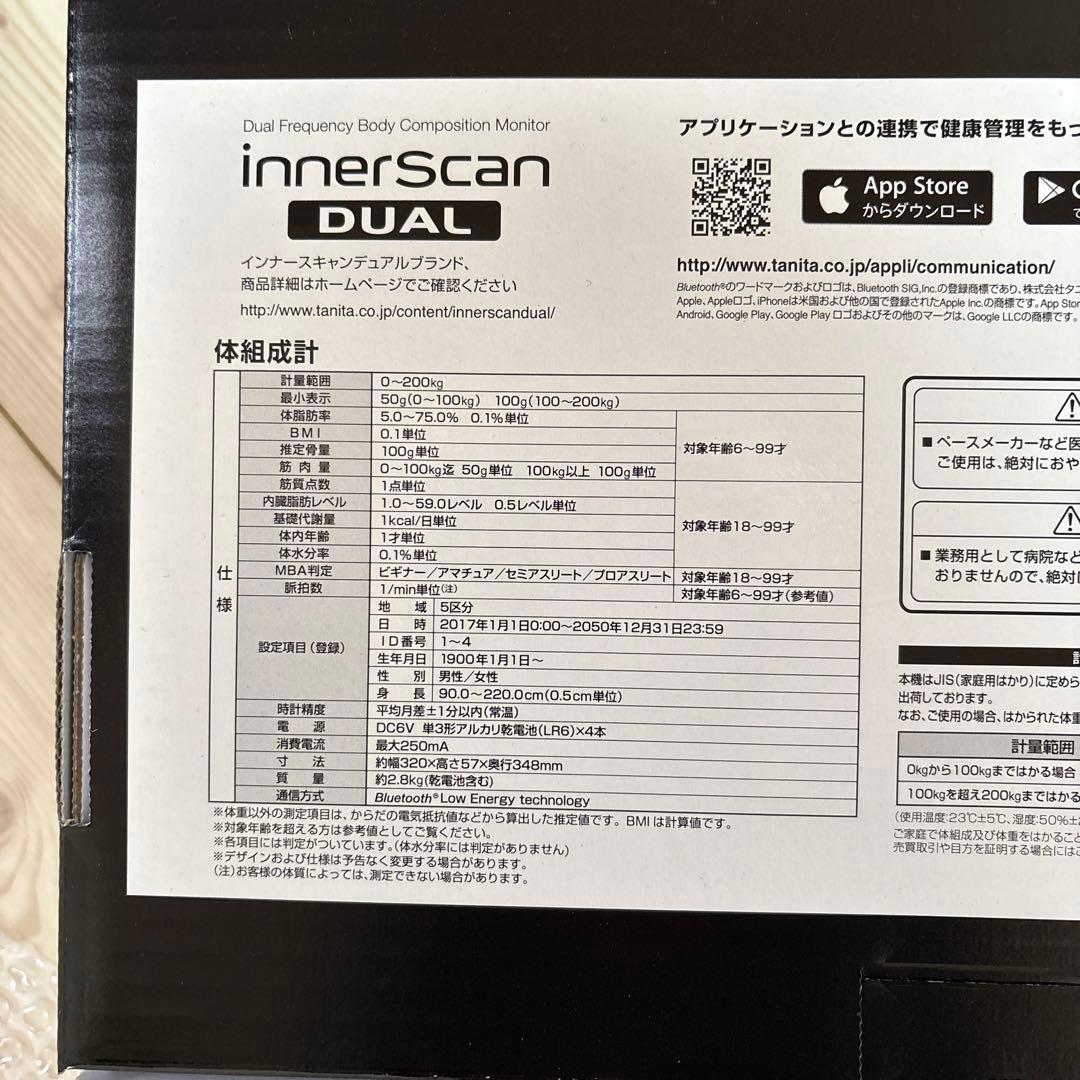 Dual Frequency Body Composition Monitor
innerScan
DUAL
インナースキャンデュアルブランド、
商品詳細はホームページでご確認ください
http://www.tanita.co.jp/content/innerscandual/
アプリケーションとの連携で健康管理をもっ
App Store
からダウンロード
http://www.tanita.co.jp/appli/communication/
Bluetooth®のワードマークおよびロゴは、Bluetooth SIG,Inc.の登録商標であり、株式会社タニ
Apple、Appleロゴ、iPhoneは米国および他の国で登録されたApple Inc.の商標です。App Stor
Android、Google Play、Google Play ロゴおよびその他のマークは、Google LLCの商標です。
体組成計
仕様
計量範囲 0〜200kg
最小表示 50g(0〜100kg) 100g(100〜200kg)
体脂肪率 5.0〜75.0% 0.1%単位
BMI 0.1単位
推定骨量 100g単位
筋肉量 0〜100kg迄 50g単位 100kg以上 100g単位
対象年齢6〜99才
筋質点数 1点単位
内臓脂肪レベル 1.0〜59.0レベル 0.5レベル単位
基礎代謝量 1kcal/日単位
体内年齢 1才単位
体水分率 0.1%単位
対象年齢18〜99才
MBA判定 ビギナー／アマチュア／セミアスリート／プロアスリート 対象年齢18〜99才
脈拍数 1/min単位(注) 対象年齢6〜99才(参考値)
設定項目(登録)
地域 5区分
日時 2017年1月1日0:00〜2050年12月31日23:59
ID番号 1〜4
生年月日 1900年1月1日〜
性別 男性／女性
身長 90.0〜220.0cm(0.5cm単位)
時計精度 平均月差±1分以内(常温)
電源 DC6V 単3形アルカリ乾電池(LR6)×4本
消費電流 最大250mA
寸法 約幅320×高さ57×奥行348mm
質量 約2.8kg(乾電池含む)
通信方式 Bluetooth®Low Energy technology
※体重以外の測定項目は、からだの電気抵抗値などから算出した推定値です。BMIは計算値です。
※対象年齢を超える方は参考値としてご覧ください。
※各項目には判定がついています。(体水分率には判定がありません)
※デザインおよび仕様は予告なく変更する場合があります。
(注)お客様の体質によっては、測定できない場合があります。
■ペースメーカーなど医
ご使用は、絶対におや
■業務用として病院など
おりませんので、絶対に
本機はJIS(家庭用はかり)に定めら
出荷しております。
なお、ご使用の場合、はかられた体重
計量範囲
0kgから100kgまではかる場合
100kgを超え200kgまではかる
(使用温度:23℃±5℃、湿度:50%±
ご家庭で体組成及び体重をはかること
売買取引や目方を証明する場合にはご